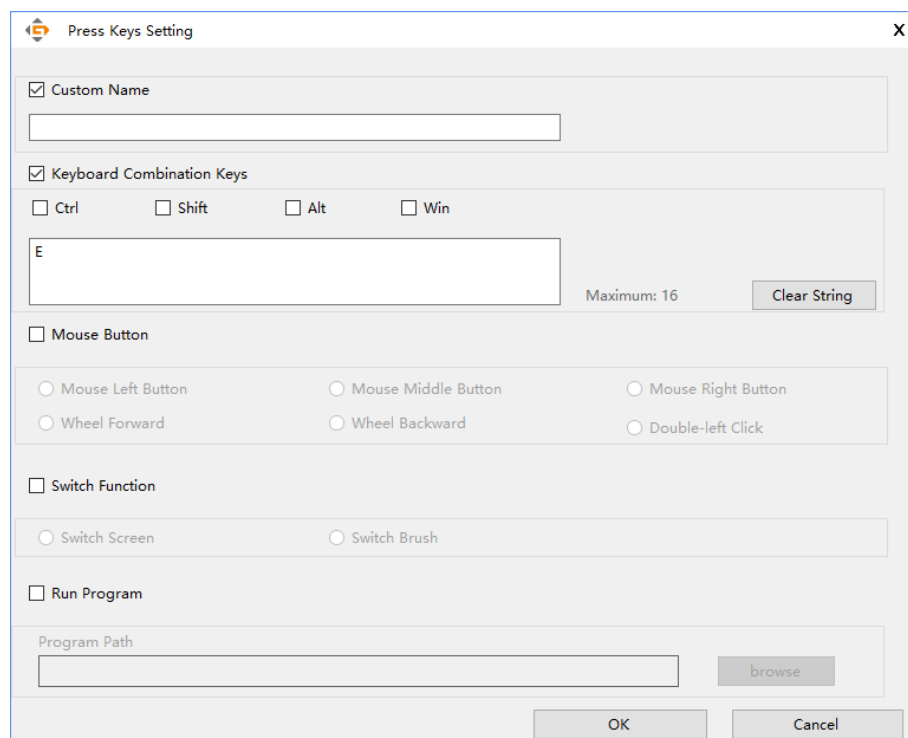 Press Keys Setting X
Custom Name
Keyboard Combination Keys
Ctrl Shift Alt Win
E
Maximum: 16 Clear String
Mouse Button
Mouse Left Button Mouse Middle Button Mouse Right Button
Wheel Forward Wheel Backward Double-left Click
Switch Function
Switch Screen Switch Brush
Run Program
Program Path
browse
OK Cancel